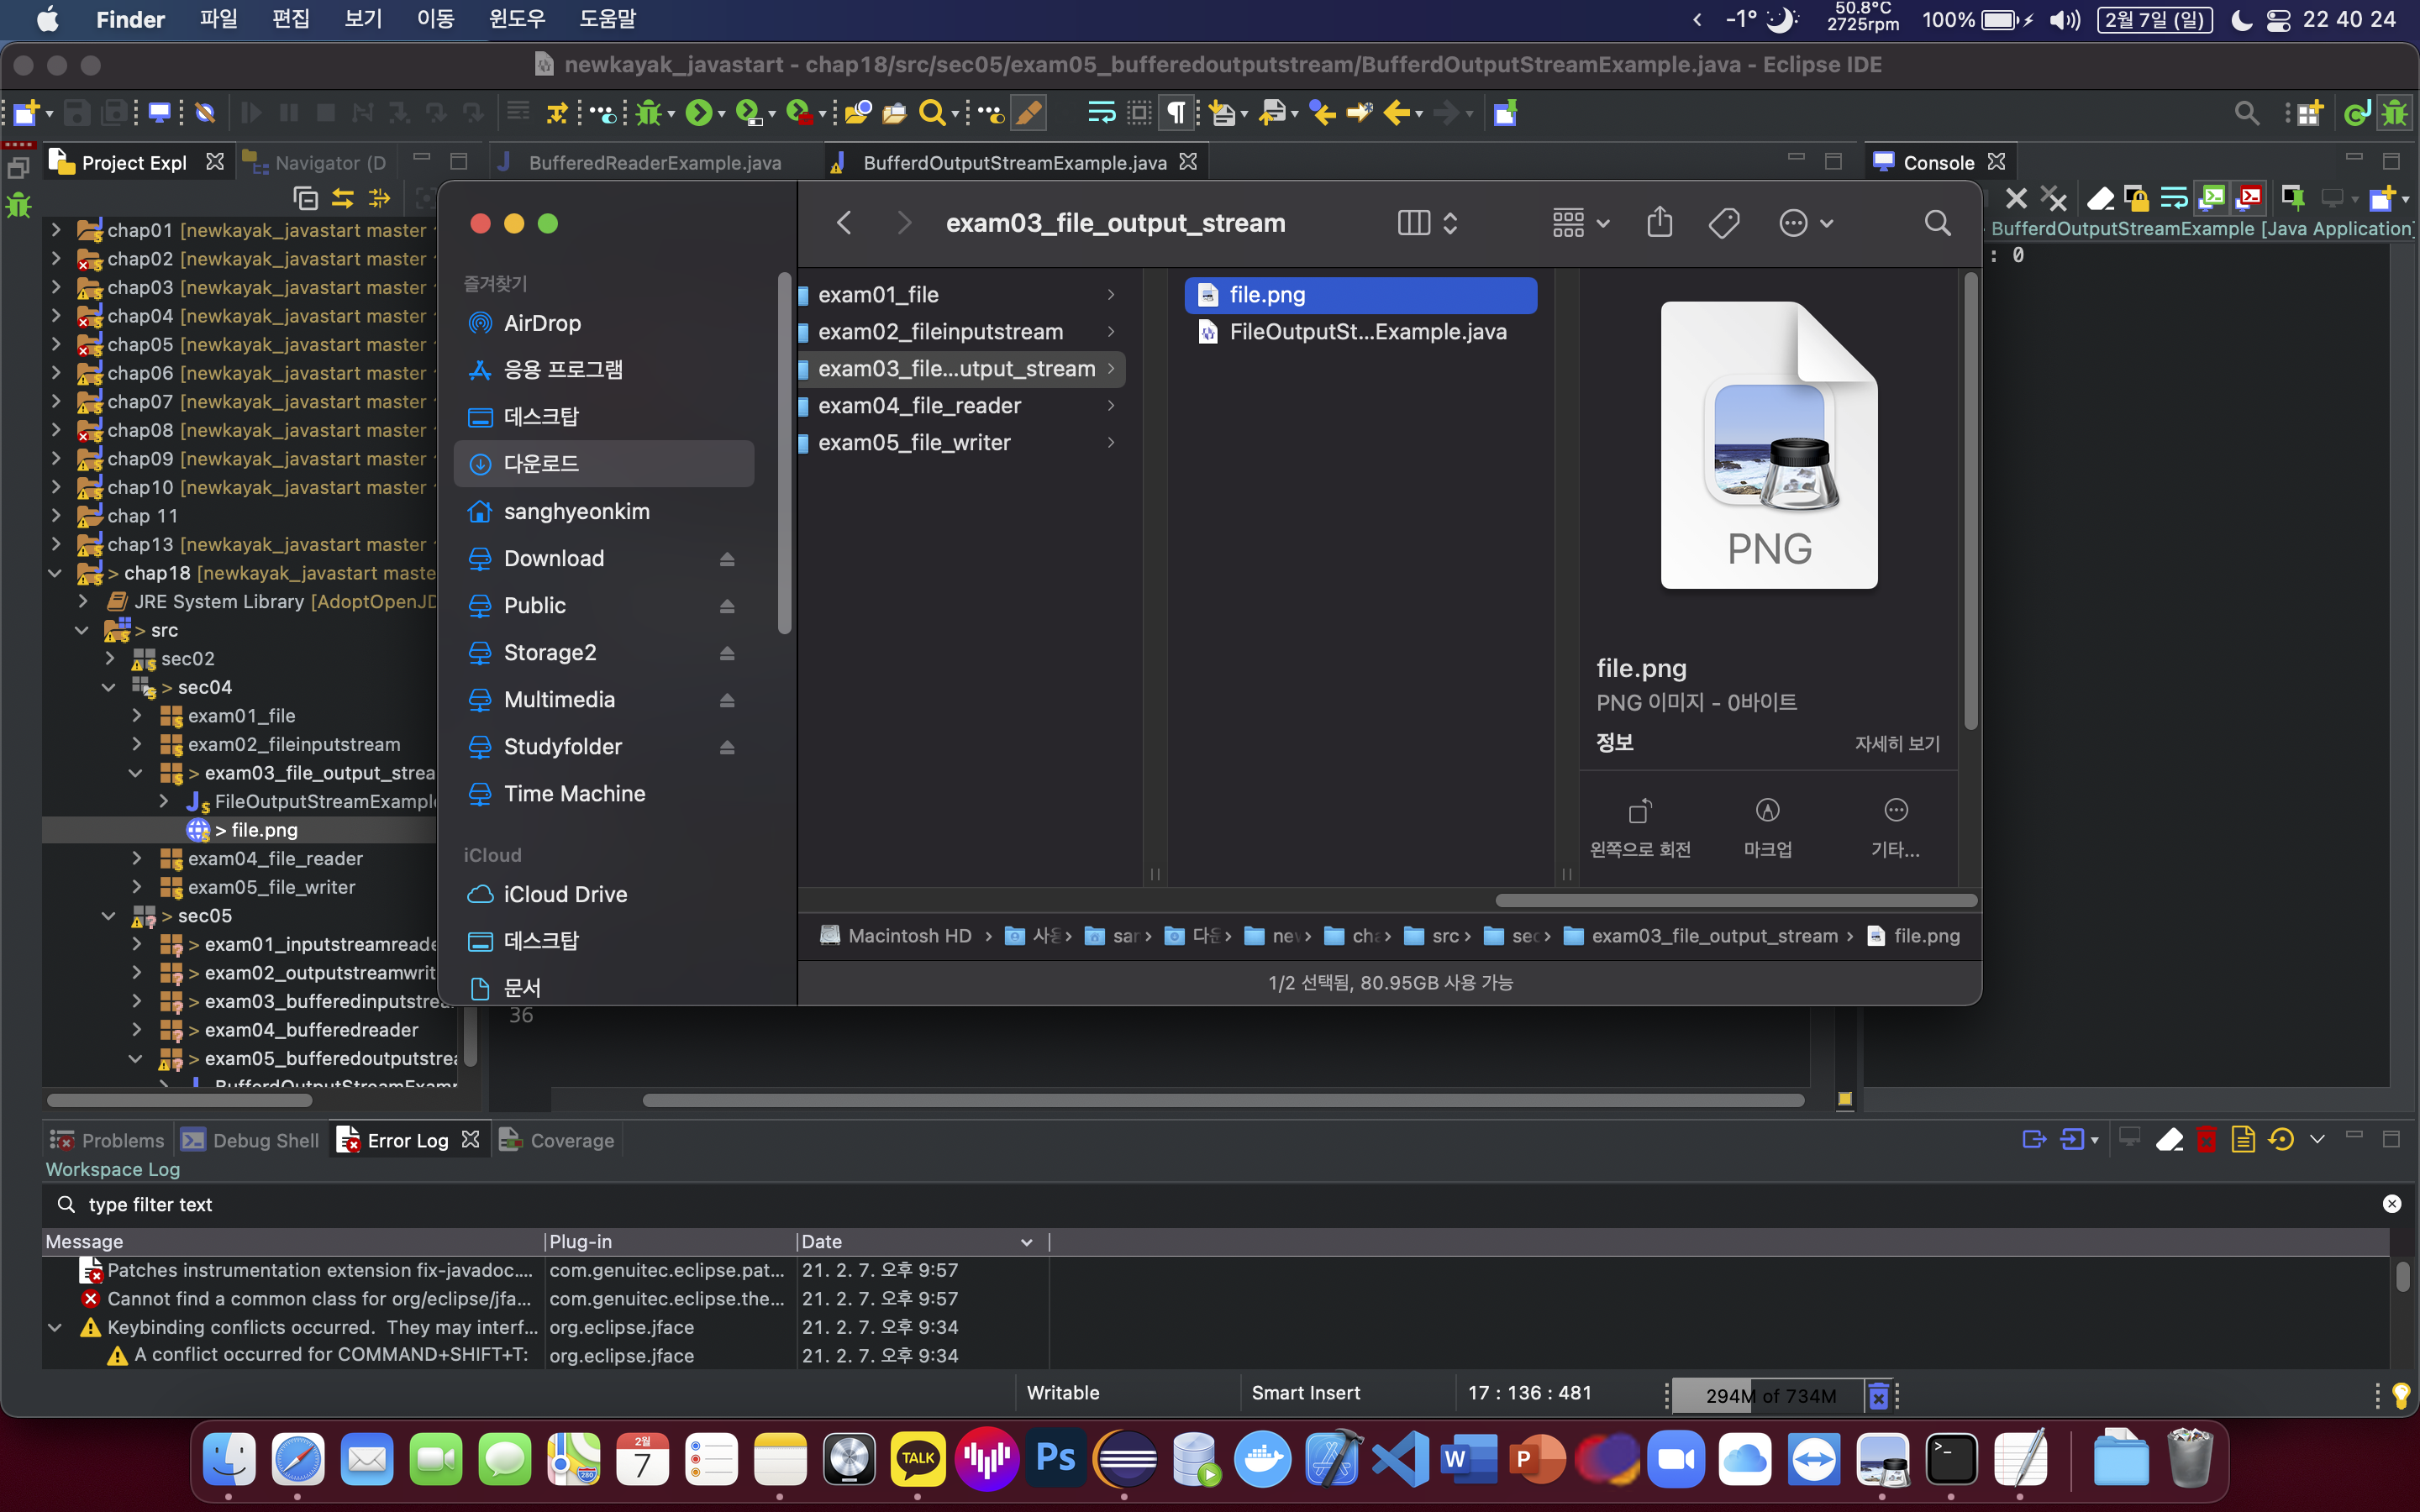 Finder 파일 편집 보기 이동 윈도우 도움말
-1° 50.8°C 2725rpm 100% 2월 7일 (일) 22 40 24
newkayak_javastart - chap18/src/sec05/exam05_bufferedoutputstream/BufferdOutputStreamExample.java - Eclipse IDE
Project Expl
Navigator (D
BufferedReaderExample.java
BufferdOutputStreamExample.java
Console
BufferdOutputStreamExample [Java Application]
: 0
chap01 [newkayak_javastart master
chap02 [newkayak_javastart master
chap03 [newkayak_javastart master
chap04 [newkayak_javastart master
chap05 [newkayak_javastart master
chap06 [newkayak_javastart master
chap07 [newkayak_javastart master
chap08 [newkayak_javastart master
chap09 [newkayak_javastart master
chap10 [newkayak_javastart master
chap 11
chap13 [newkayak_javastart master
> chap18 [newkayak_javastart maste
JRE System Library [AdoptOpenJD
> src
sec02
> sec04
exam01_file
exam02_fileinputstream
> exam03_file_output_strea
FileOutputStreamExampl
> file.png
exam04_file_reader
exam05_file_writer
> sec05
> exam01_inputstreamreade
> exam02_outputstreamwrit
> exam03_bufferedinputstrea
> exam04_bufferedreader
> exam05_bufferedoutputstrea
BufferdOutputStreamExam
exam03_file_output_stream
즐겨찾기
AirDrop
응용 프로그램
데스크탑
다운로드
sanghyeonkim
Download
Public
Storage2
Multimedia
Studyfolder
Time Machine
iCloud
iCloud Drive
데스크탑
문서
exam01_file
exam02_fileinputstream
exam03_file...utput_stream
exam04_file_reader
exam05_file_writer
file.png
FileOutputSt...Example.java
PNG
file.png
PNG 이미지 - 0바이트
정보 자세히 보기
왼쪽으로 회전 마크업 기타...
Macintosh HD > 사용 > san > 다운 > nev > cha > src > sec > exam03_file_output_stream > file.png
1/2 선택됨, 80.95GB 사용 가능
36
Problems Debug Shell Error Log Coverage
Workspace Log
type filter text
Message Plug-in Date
Patches instrumentation extension fix-javadoc.... com.genuitec.eclipse.pat... 21. 2. 7. 오후 9:57
Cannot find a common class for org/eclipse/jfa... com.genuitec.eclipse.the... 21. 2. 7. 오후 9:57
Keybinding conflicts occurred. They may interf... org.eclipse.jface 21. 2. 7. 오후 9:34
A conflict occurred for COMMAND+SHIFT+T: org.eclipse.jface 21. 2. 7. 오후 9:34
Writable Smart Insert 17 : 136 : 481 294M of 734M
2월
7
280
TALK
Ps
W
P